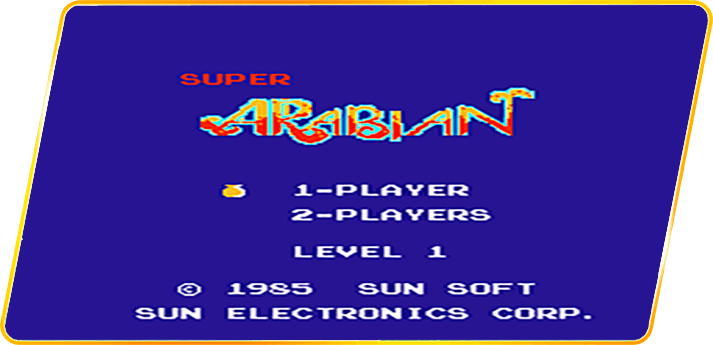 SUPER
ARABIAN
1-PLAYER
2-PLAYERS
LEVEL 1
© 1985 SUN SOFT
SUN ELECTRONICS CORP.